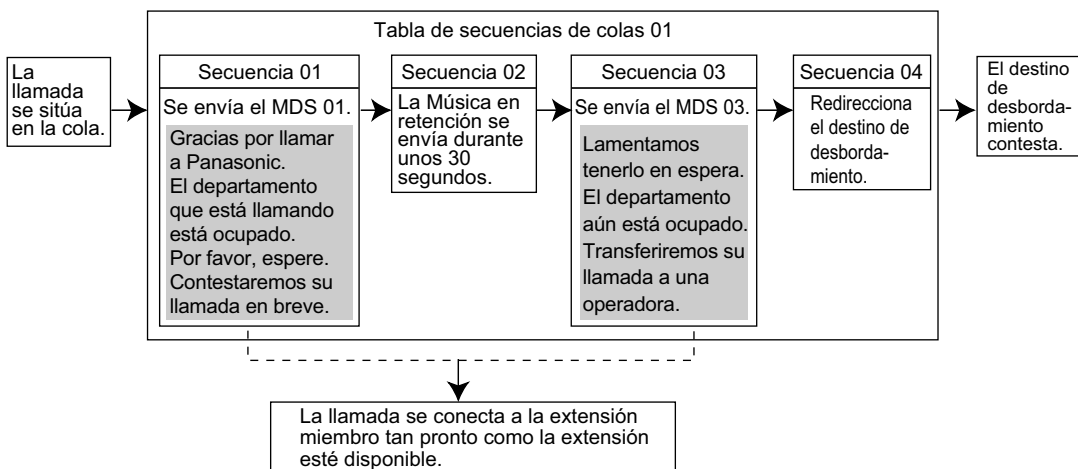 Tabla de secuencias de colas 01
La
llamada
se sitúa
en la cola.
Secuencia 01
Se envía el MDS 01.
Gracias por llamar
a Panasonic.
El departamento
que está llamando
está ocupado.
Por favor, espere.
Contestaremos su
llamada en breve.
Secuencia 02
La Música en
retención se
envía durante
unos 30
segundos.
Secuencia 03
Se envía el MDS 03.
Lamentamos
tenerlo en espera.
El departamento
aún está ocupado.
Transferiremos su
llamada a una
operadora.
Secuencia 04
Redirecciona
el destino de
desborda-
miento.
El destino
de
desborda-
miento
contesta.
La llamada se conecta a la extensión
miembro tan pronto como la extensión
esté disponible.